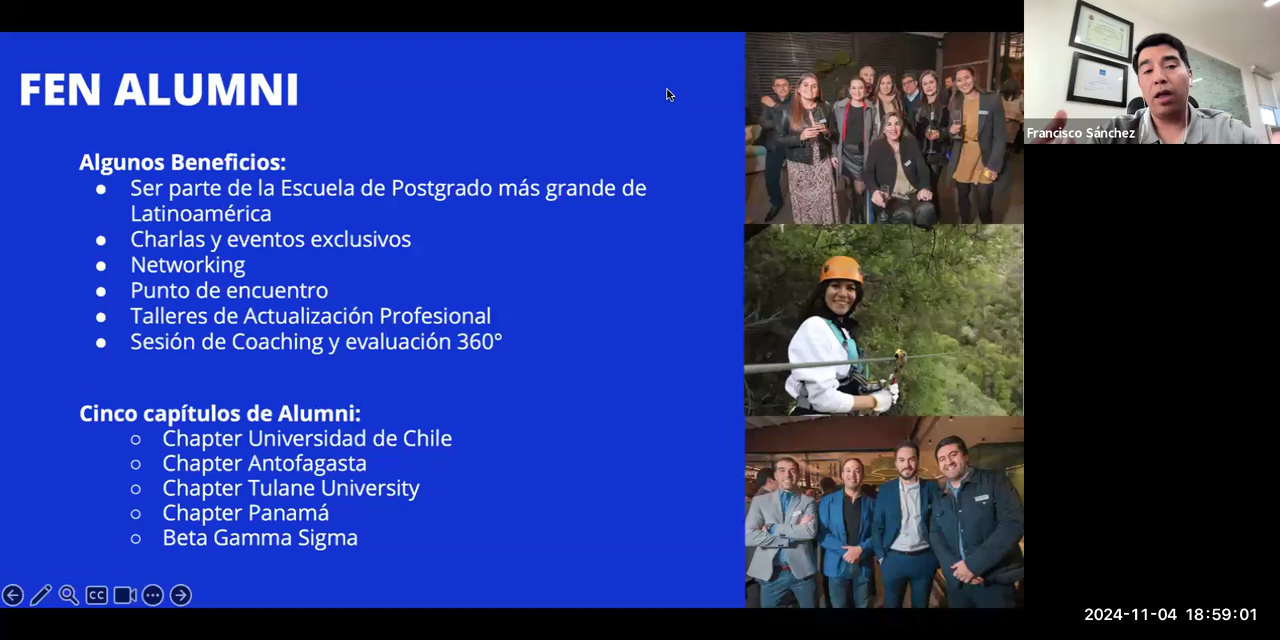 FEN ALUMNI
Algunos Beneficios:
● Ser parte de la Escuela de Postgrado más grande de
Latinoamérica
● Charlas y eventos exclusivos
● Networking
● Punto de encuentro
● Talleres de Actualización Profesional
● Sesión de Coaching y evaluación 360°
Cinco capítulos de Alumni:
○ Chapter Universidad de Chile
○ Chapter Antofagasta
○ Chapter Tulane University
○ Chapter Panamá
○ Beta Gamma Sigma
CC
Francisco Sánchez
2024-11-04 18:59:01